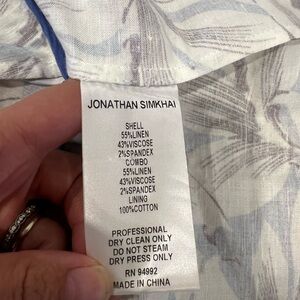 JONATHAN SIMKHAI
SHELL
55%LINEN
43%VISCOSE
2%SPANDEX
COMBO
55%LINEN
43%VISCOSE
2%SPANDEX
LINING
100%COTTON
PROFESSIONAL
DRY CLEAN ONLY
DO NOT STEAM
DRY PRESS ONLY
RN 94992
MADE IN CHINA